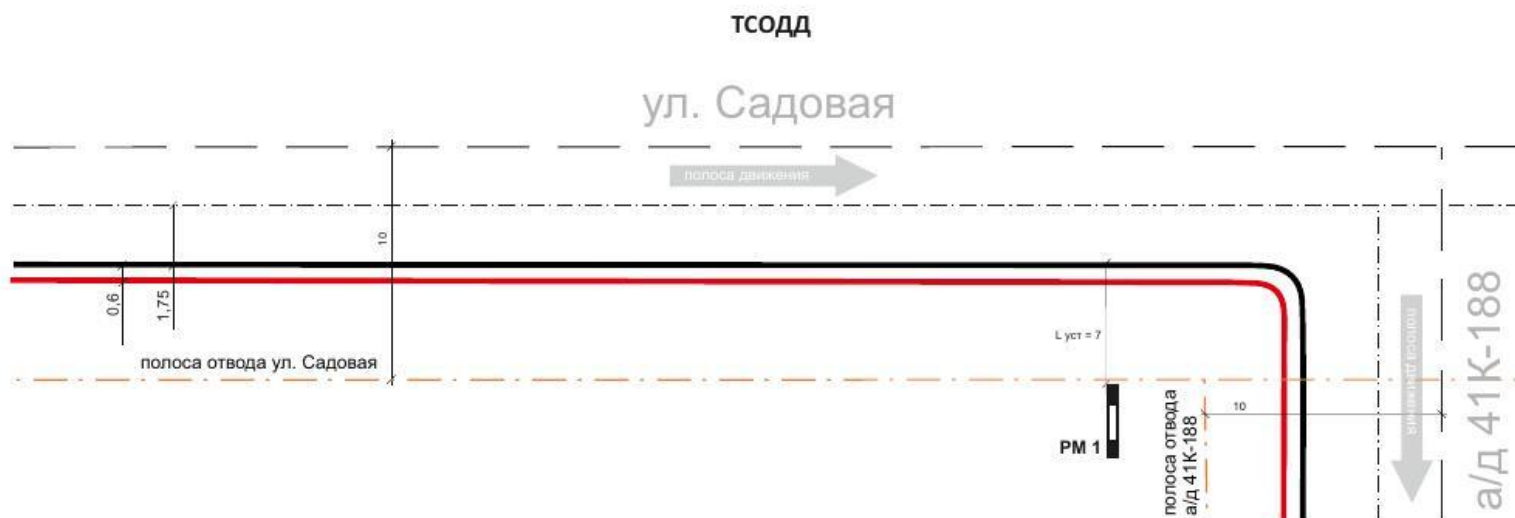 ТСОДД
ул. Садовая
полоса движения
10
0,6
1,75
L уст = 7
полоса отвода ул. Садовая
РМ 1
полоса отвода
а/д 41К-188
10
полоса движения
а/д 41К-188